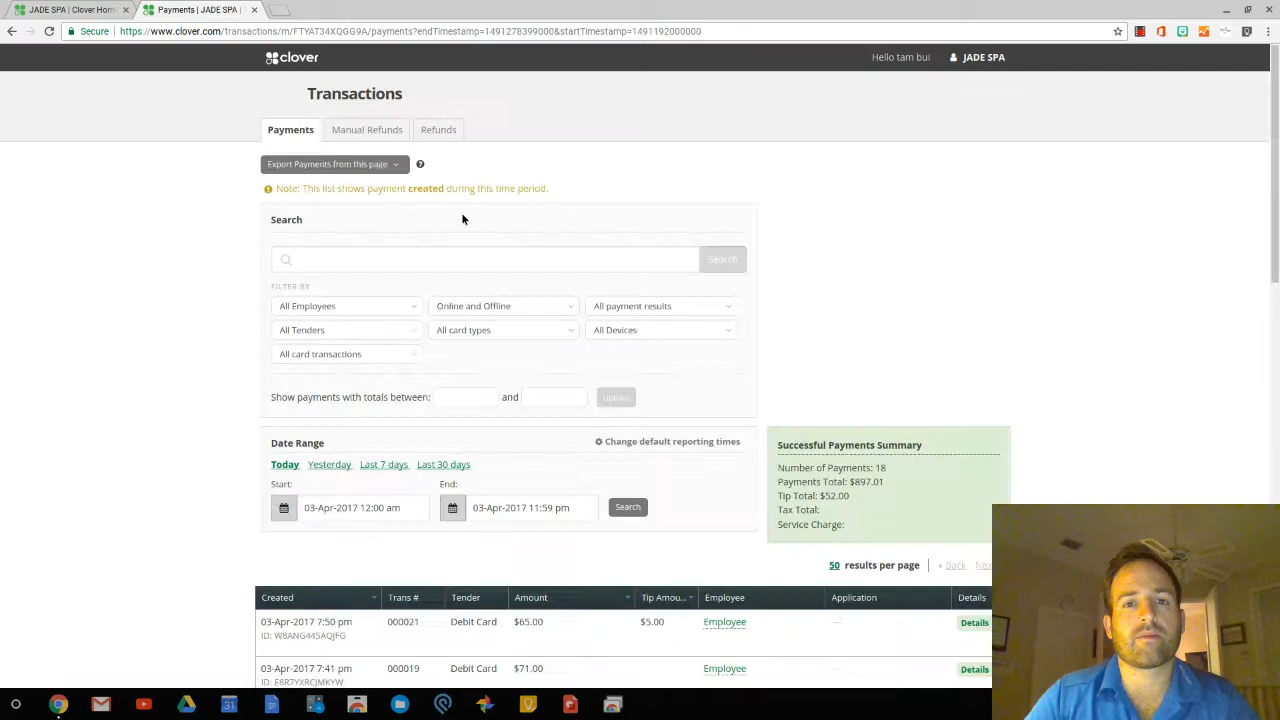 JADE SPA | Clover Hom
Payments | JADE SPA |
Secure https://www.clover.com/transactions/m/FTYAT34XQGG9A/payments?endTimestamp=1491278399000&startTimestamp=1491192000000
clover
Hello tam bui
JADE SPA
Transactions
Payments
Manual Refunds
Refunds
Export Payments from this page
Note: This list shows payment created during this time period.
Search
Search
FILTER BY
All Employees
Online and Offline
All payment results
All Tenders
All card types
All Devices
All card transactions
Show payments with totals between:
and
Update
Date Range
Change default reporting times
Today Yesterday Last 7 days Last 30 days
Start:
End:
03-Apr-2017 12:00 am
03-Apr-2017 11:59 pm
Search
Successful Payments Summary
Number of Payments: 18
Payments Total: $897.01
Tip Total: $52.00
Tax Total:
Service Charge:
50 results per page
Back
Nex
Created Trans # Tender Amount Tip Amou... Employee Application Details
03-Apr-2017 7:50 pm 000021 Debit Card $65.00 $5.00 Employee Details
ID: W8ANG445AQJFG
03-Apr-2017 7:41 pm 000019 Debit Card $71.00 Employee Details
ID: E8R7YXRCJMKYW
31